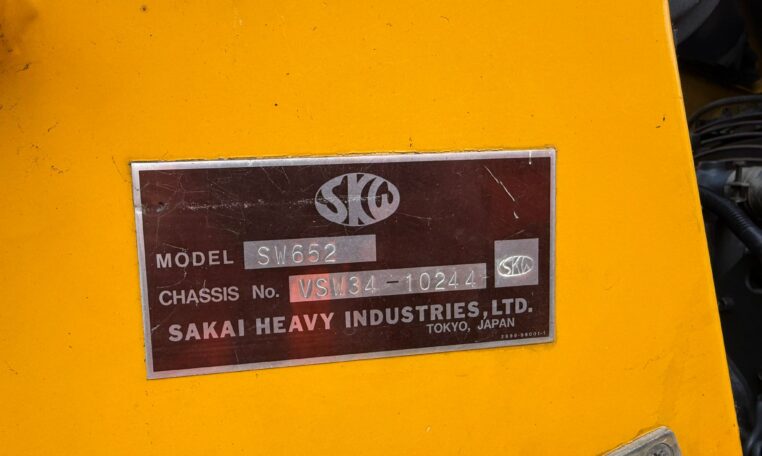 SKW
MODEL SW652
CHASSIS No. VSW34-10244-
SKW
SAKAI HEAVY INDUSTRIES, LTD.
TOKYO, JAPAN